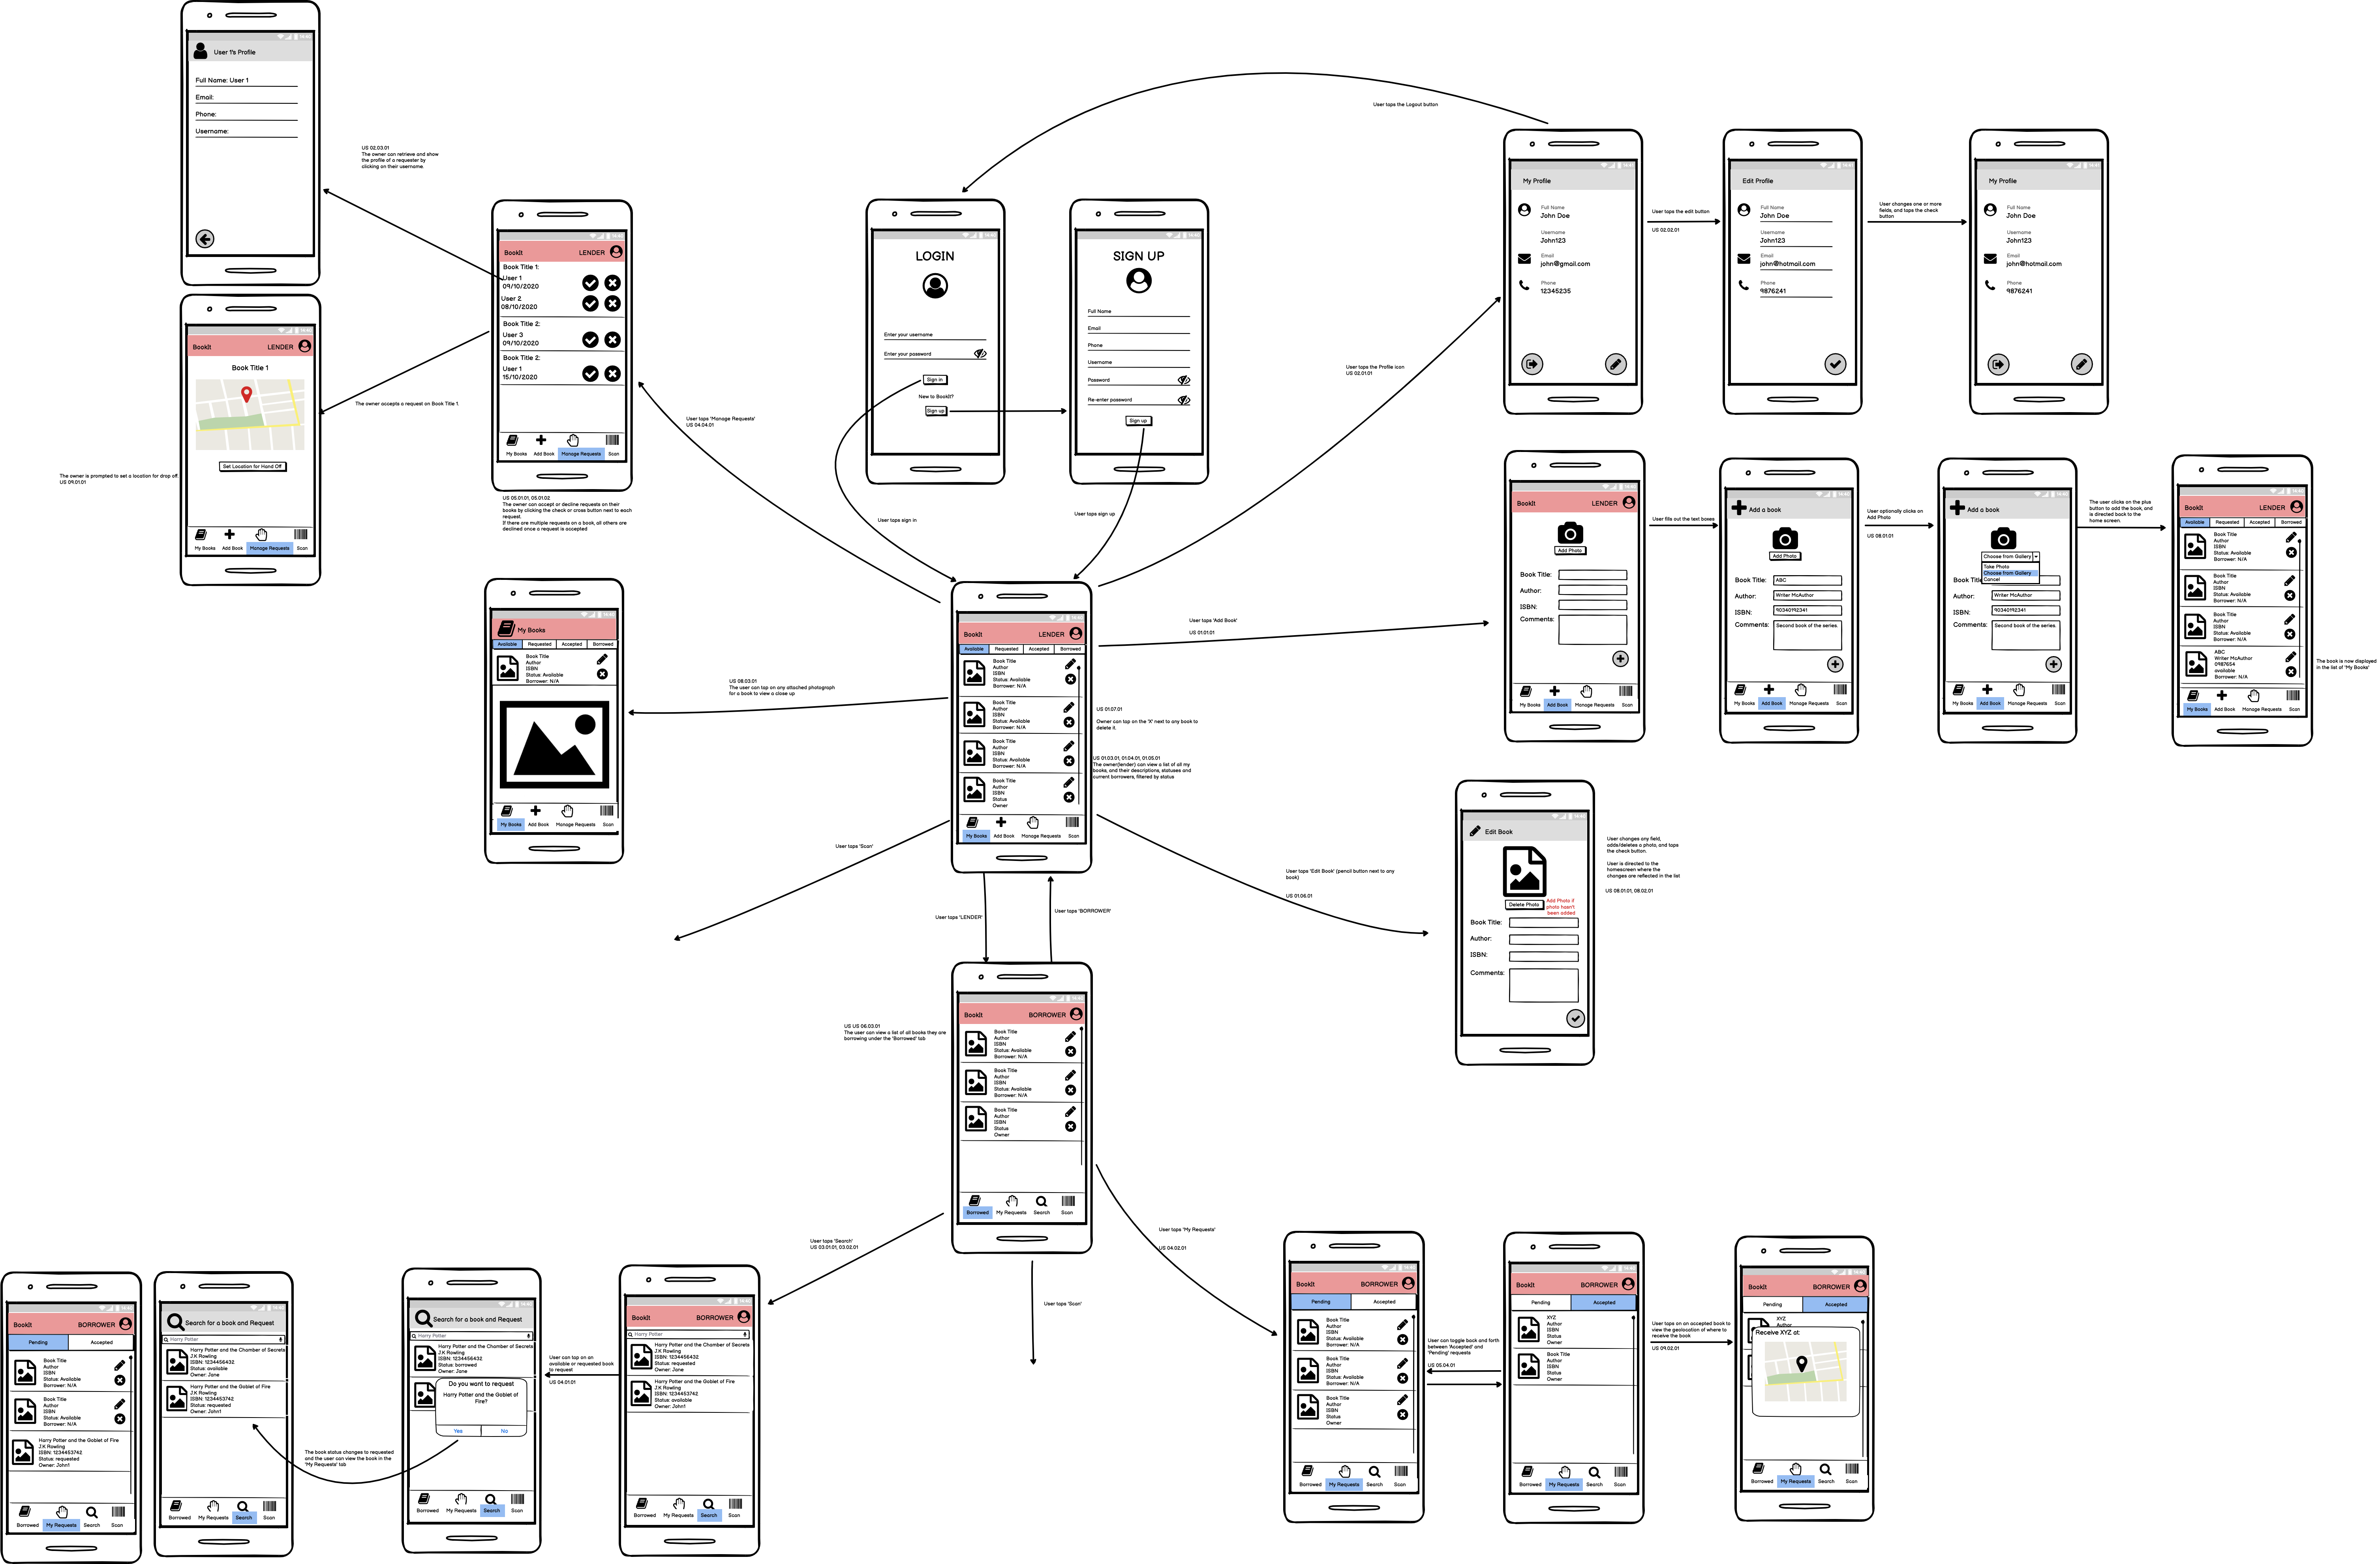 User 1's Profile
Full Name: User 1
Email:
Phone:
Username:
US 02.03.01
The owner can retrieve and show
the profile of a requester by
clicking on their username.
BookIt
LENDER
Book Title 1
Set Location for Hand Off
My Books
Add Book
Manage Requests
Scan
The owner is prompted to set a location for drop off.
US 09.01.01
The owner accepts a request on Book Title 1.
BookIt
LENDER
Book Title 1:
User 1
09/10/2020
User 2
08/10/2020
Book Title 2:
User 3
09/10/2020
Book Title 2:
User 1
15/10/2020
My Books
Add Book
Manage Requests
Scan
US 05.01.01, 05.01.02
The owner can accept or decline requests on their
books by clicking the check or cross button next to each
request.
If there are multiple requests on a book, all others are
declined once a request is accepted
User taps 'Manage Requests'
US 04.04.01
LOGIN
Enter your username
Enter your password
Sign in
New to BookIt?
Sign up
User taps sign in
SIGN UP
Full Name
Email
Phone
Username
Password
Re-enter password
Sign up
User taps sign up
User taps the Logout button
User taps the Profile icon
US 02.01.01
My Profile
Full Name
John Doe
Username
John123
Email
john@gmail.com
Phone
12345235
User taps the edit button
US 02.02.01
Edit Profile
Full Name
John Doe
Username
John123
Email
john@hotmail.com
Phone
9876241
User changes one or more
fields, and taps the check
button
My Profile
Full Name
John Doe
Username
John123
Email
john@hotmail.com
Phone
9876241
User taps 'Add Book'
US 01.01.01
BookIt
LENDER
Add Photo
Book Title:
Author:
ISBN:
Comments:
My Books
Add Book
Manage Requests
Scan
User fills out the text boxes
Add a book
Add Photo
Book Title:
ABC
Author:
Writer McAuthor
ISBN:
90340192341
Comments:
Second book of the series.
My Books
Add Book
Manage Requests
Scan
User optionally clicks on
Add Photo
US 08.01.01
Add a book
Choose from Gallery
Take Photo
Choose from Gallery
Cancel
Book Title
Author:
Writer McAuthor
ISBN:
90340192341
Comments:
Second book of the series.
My Books
Add Book
Manage Requests
Scan
The user clicks on the plus
button to add the book, and
is directed back to the
home screen.
BookIt
LENDER
Available
Requested
Accepted
Borrowed
Book Title
Author
ISBN
Status: Available
Borrower: N/A
Book Title
Author
ISBN
Status: Available
Borrower: N/A
Book Title
Author
ISBN
Status: Available
Borrower: N/A
ABC
Writer McAuthor
0987654
available
Borrower: N/A
My Books
Add Book
Manage Requests
Scan
The book is now displayed
in the list of 'My Books'
My Books
Available
Requested
Accepted
Borrowed
Book Title
Author
ISBN
Status: Available
Borrower: N/A
My Books
Add Book
Manage Requests
Scan
US 08.03.01
The user can tap on any attached photograph
for a book to view a close up
BookIt
LENDER
Available
Requested
Accepted
Borrowed
Book Title
Author
ISBN
Status: Available
Borrower: N/A
Book Title
Author
ISBN
Status: Available
Borrower: N/A
Book Title
Author
ISBN
Status: Available
Borrower: N/A
Book Title
Author
ISBN
Status
Owner
My Books
Add Book
Manage Requests
Scan
US 01.07.01
Owner can tap on the 'X' next to any book to
delete it.
US 01.03.01, 01.04.01, 01.05.01
The owner(lender) can view a list of all my
books, and their descriptions, statuses and
current borrowers, filtered by status
User taps 'Scan'
User taps 'LENDER'
User taps 'BORROWER'
User taps 'Edit Book' (pencil button next to any
book)
US 01.06.01
Edit Book
Delete Photo
Add Photo if
photo hasn't
been added
Book Title:
Author:
ISBN:
Comments:
User changes any field,
adds/deletes a photo, and taps
the check button.
User is directed to the
homescreen where the
changes are reflected in the list
US 08.01.01, 08.02.01
US US 06.03.01
The user can view a list of all books they are
borrowing under the 'Borrowed' tab
BookIt
BORROWER
Book Title
Author
ISBN
Status: Available
Borrower: N/A
Book Title
Author
ISBN
Status: Available
Borrower: N/A
Book Title
Author
ISBN
Status
Owner
Borrowed
My Requests
Search
Scan
User taps 'Search'
US 03.01.01, 03.02.01
User taps 'Scan'
User taps 'My Requests'
US 04.02.01
BORROWER
Pending
Accepted
Book Title
Author
ISBN
Status: Available
Borrower: N/A
Book Title
Author
ISBN
Status: Available
Borrower: N/A
Harry Potter and the Goblet of Fire
J.K Rowling
ISBN: 1234453742
Status: requested
Owner: John1
Borrowed
My Requests
Search
Scan
Search for a book and Request
Harry Potter
Harry Potter and the Chamber of Secrets
J.K Rowling
ISBN: 1234456432
Status: available
Owner: Jane
Harry Potter and the Goblet of Fire
J.K Rowling
ISBN: 1234453742
Status: requested
Owner: John1
Borrowed
My Requests
Search
Scan
The book status changes to requested
and the user can view the book in the
'My Requests' tab
Search for a book and Request
Harry Potter
Harry Potter and the Chamber of Secrets
J.K Rowling
ISBN: 1234456432
Status: borrowed
Owner: Jane
Do you want to request
Harry Potter and the Goblet of
Fire?
Yes
No
Borrowed
My Requests
Search
Scan
User can tap on an
available or requested book
to request
US 04.01.01
BookIt
BORROWER
Harry Potter
Harry Potter and the Chamber of Secrets
J.K Rowling
ISBN: 1234456432
Status: requested
Owner: Jane
Harry Potter and the Goblet of Fire
J.K Rowling
ISBN: 1234453742
Status: available
Owner: John1
Borrowed
My Requests
Search
Scan
BookIt
BORROWER
Pending
Accepted
Book Title
Author
ISBN
Status: Available
Borrower: N/A
Book Title
Author
ISBN
Status: Available
Borrower: N/A
Book Title
Author
ISBN
Status
Owner
Borrowed
My Requests
Search
Scan
User can toggle back and forth
between 'Accepted' and
'Pending' requests
US 05.04.01
BookIt
BORROWER
Pending
Accepted
XYZ
Author
ISBN
Status
Owner
Book Title
Author
ISBN
Status
Owner
Borrowed
My Requests
Search
Scan
User taps on an accepted book to
view the geolocation of where to
receive the book
US 09.02.01
BookIt
BORROWER
Pending
Accepted
XYZ
Author
Receive XYZ at:
Borrowed
My Requests
Search
Scan